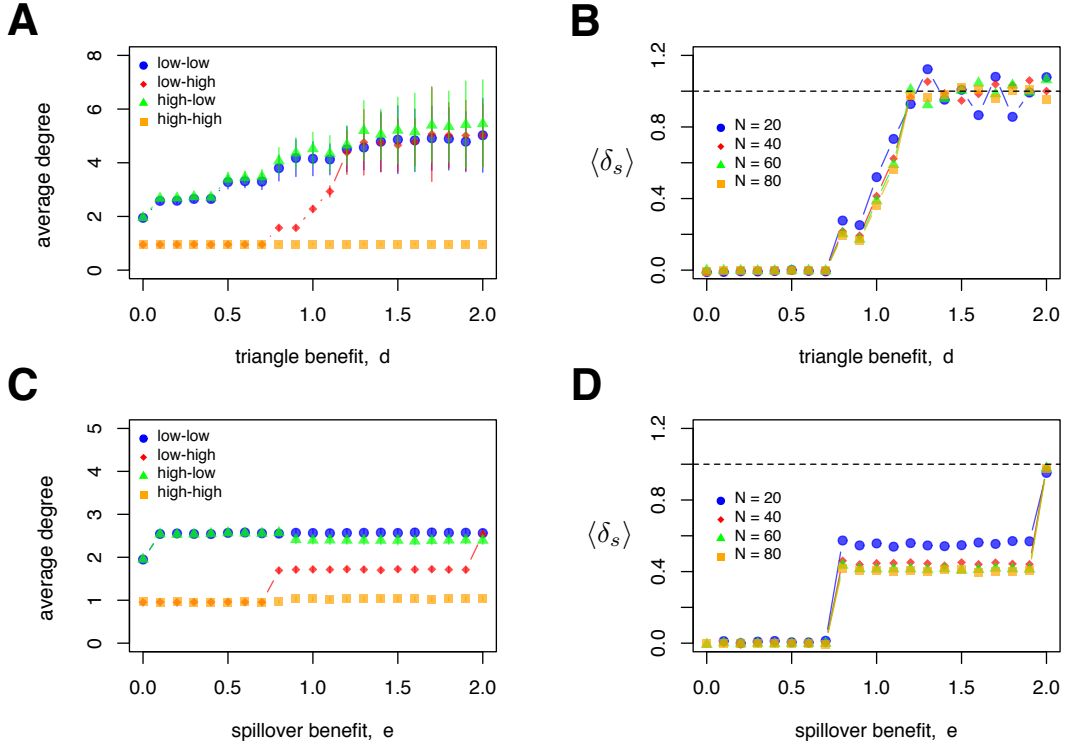 A
average degree
8
6
4
2
0
low-low
low-high
high-low
high-high
0.0 0.5 1.0 1.5 2.0
triangle benefit, d
B
⟨δs⟩
1.2
0.8
0.4
0.0
N = 20
N = 40
N = 60
N = 80
0.0 0.5 1.0 1.5 2.0
triangle benefit, d
C
average degree
5
4
3
2
1
0
low-low
low-high
high-low
high-high
0.0 0.5 1.0 1.5 2.0
spillover benefit, e
D
⟨δs⟩
1.2
0.8
0.4
0.0
N = 20
N = 40
N = 60
N = 80
0.0 0.5 1.0 1.5 2.0
spillover benefit, e